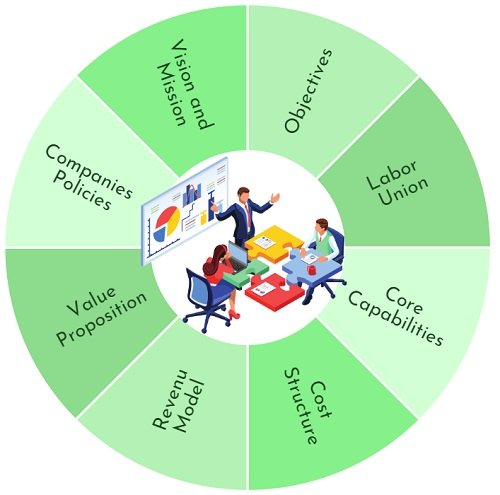 Vision and
Mission
Objectives
Labor
Union
Core
Capabilities
Cost
Structure
Revenu
Model
Value
Proposition
Companies
Policies